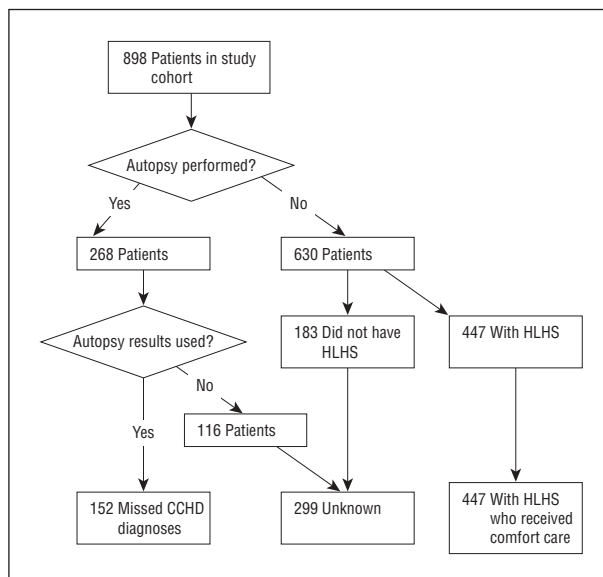 898 Patients in study
cohort
Autopsy performed?
Yes
No
268 Patients
630 Patients
Autopsy results used?
183 Did not have
HLHS
447 With HLHS
No
Yes
116 Patients
152 Missed CCHD
diagnoses
299 Unknown
447 With HLHS
who received
comfort care